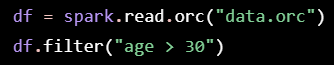 df = spark.read.orc("data.orc")
df.filter("age > 30")